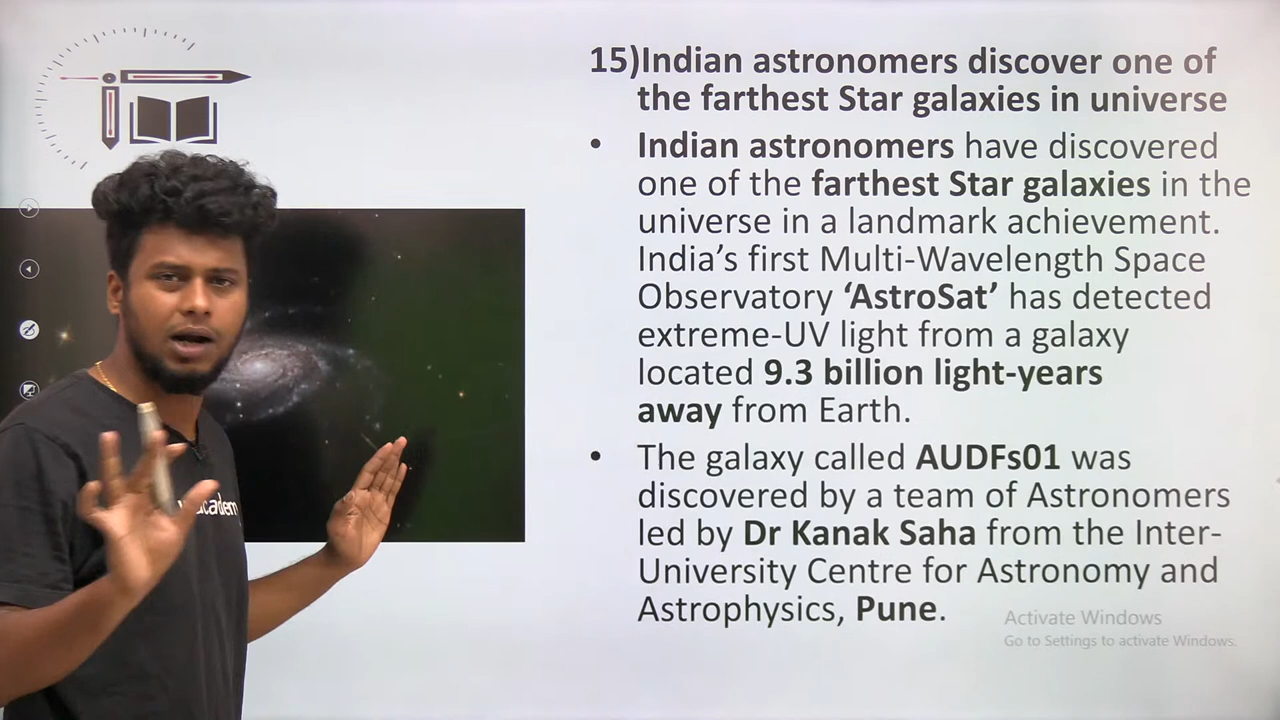 15)Indian astronomers discover one of
the farthest Star galaxies in universe
• Indian astronomers have discovered
one of the farthest Star galaxies in the
universe in a landmark achievement.
India’s first Multi-Wavelength Space
Observatory ‘AstroSat’ has detected
extreme-UV light from a galaxy
located 9.3 billion light-years
away from Earth.
• The galaxy called AUDFs01 was
discovered by a team of Astronomers
led by Dr Kanak Saha from the Inter-
University Centre for Astronomy and
Astrophysics, Pune.
Activate Windows
Go to Settings to activate Windows.